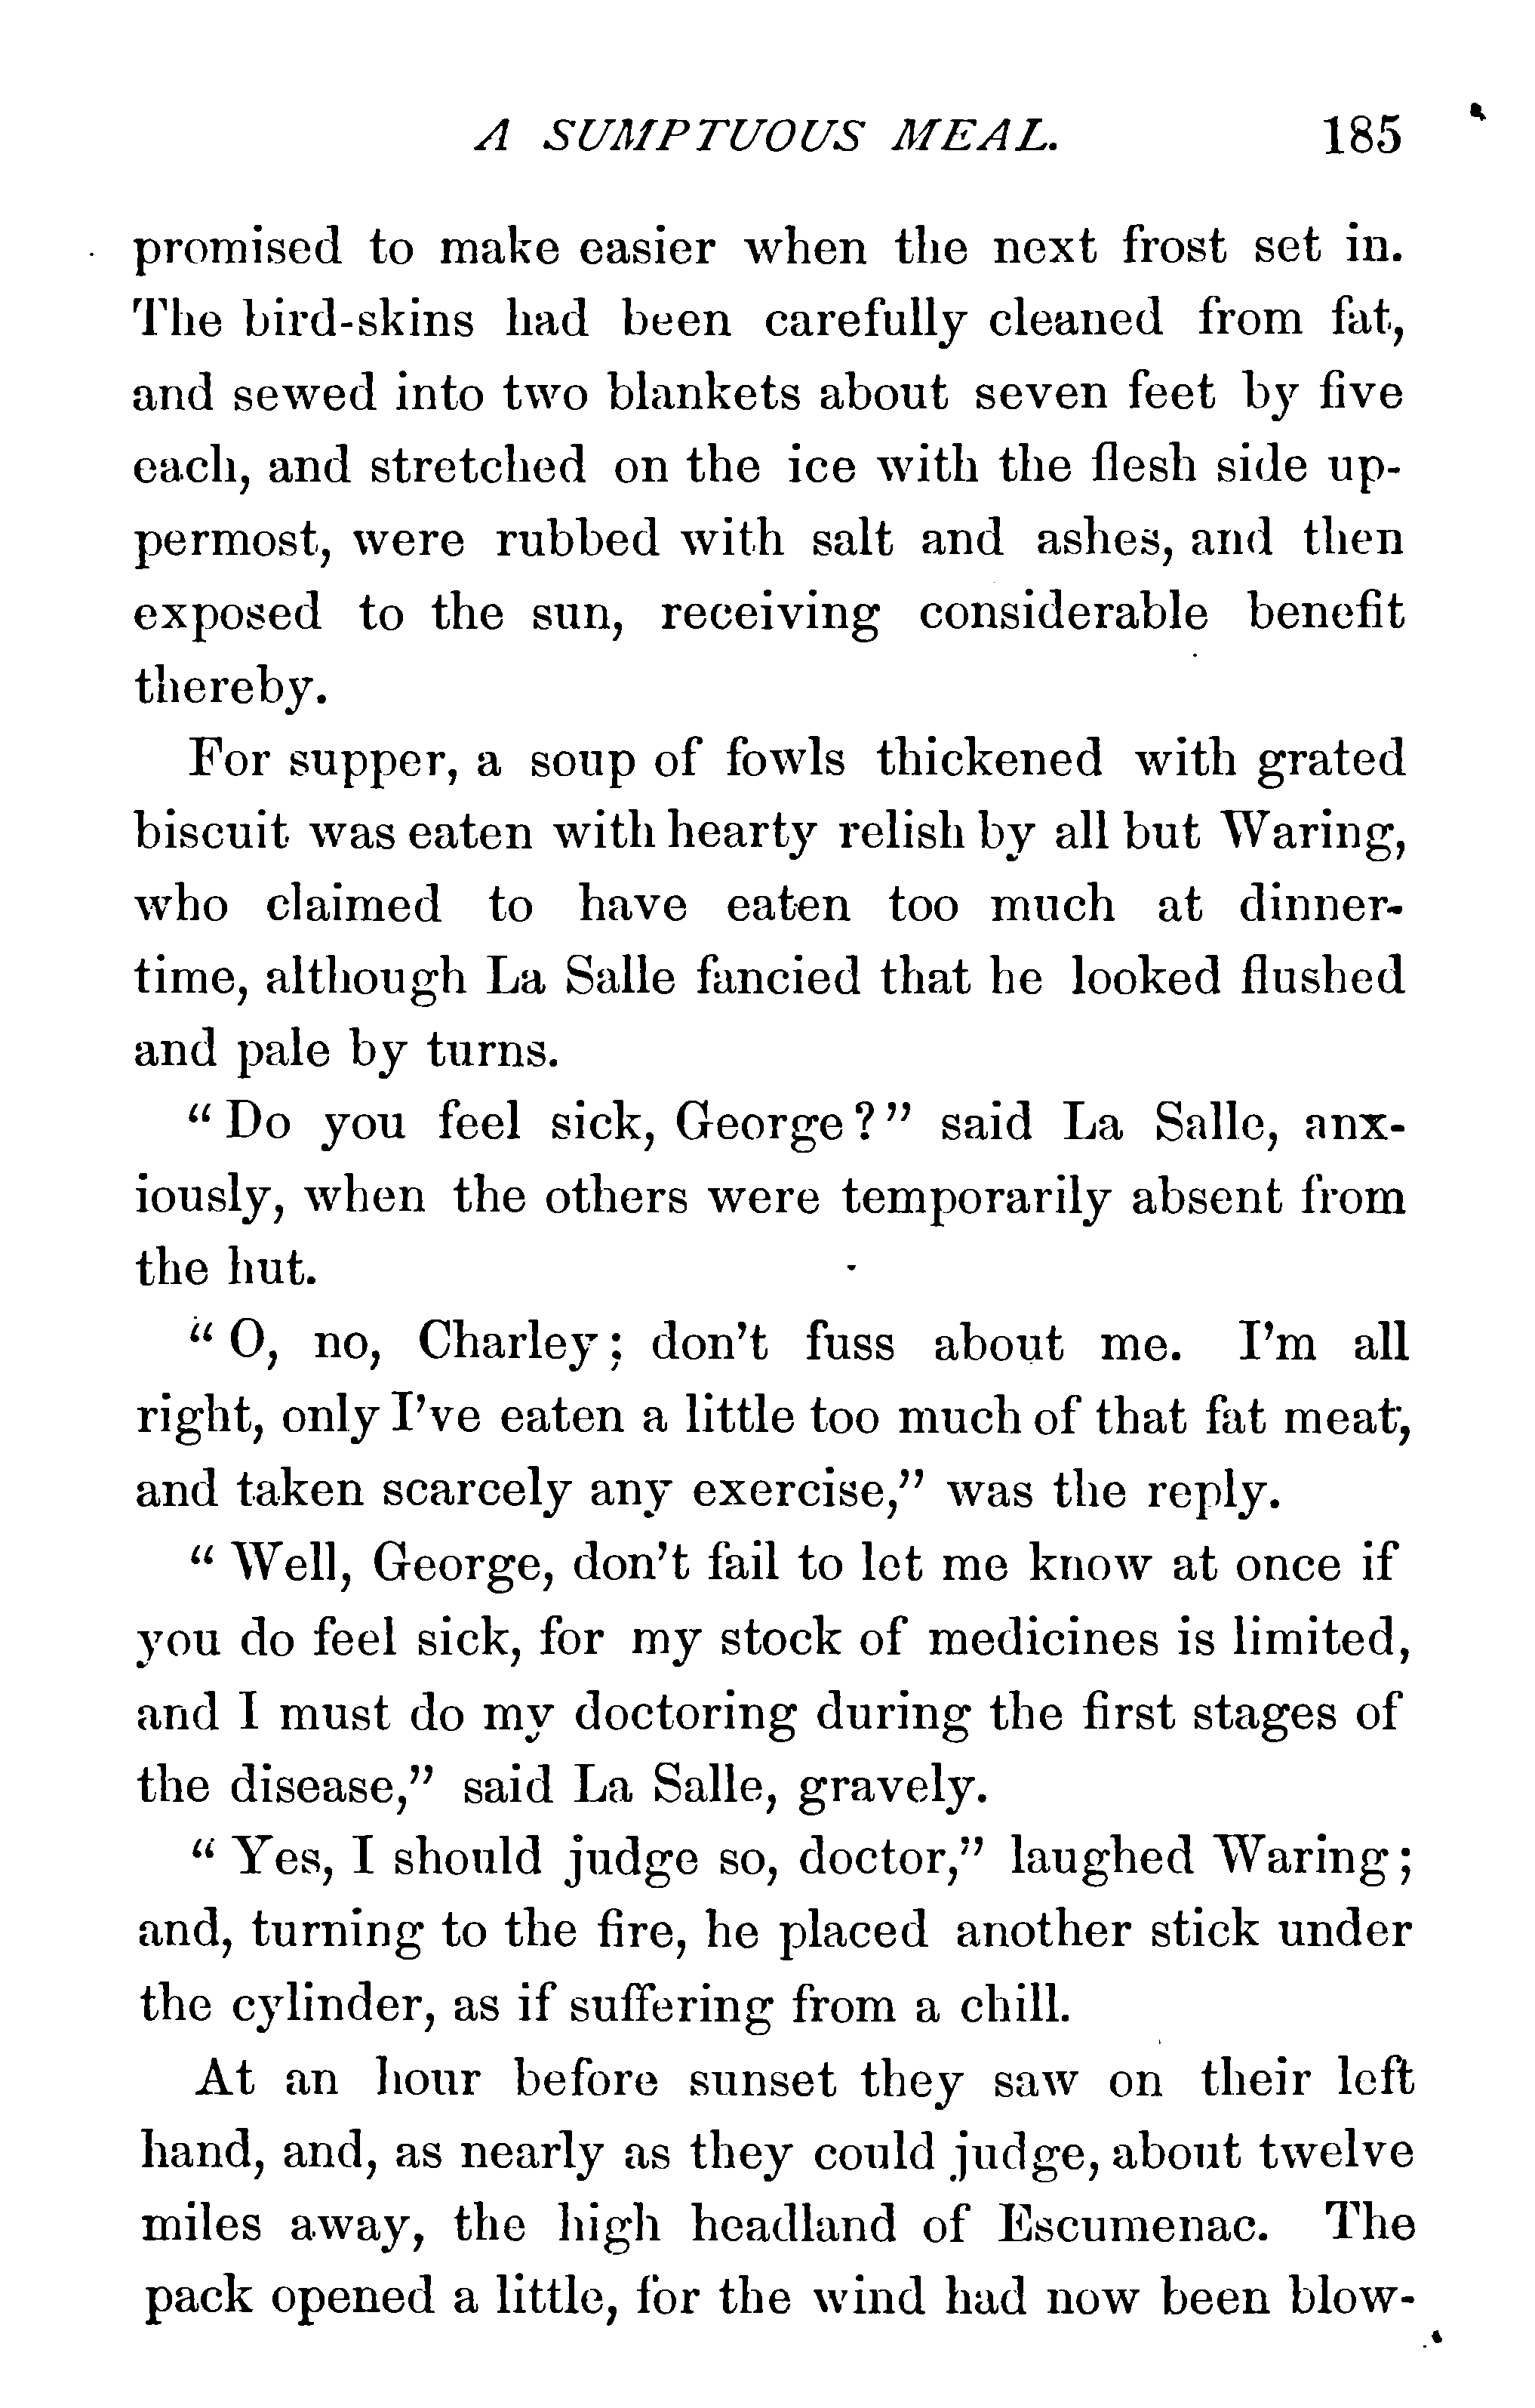 A SUMPTUOUS MEAL. 185
promised to make easier when the next frost set in.
The bird-skins had been carefully cleaned from fat,
and sewed into two blankets about seven feet by five
each, and stretched on the ice with the flesh side up-
permost, were rubbed with salt and ashes, and then
exposed to the sun, receiving considerable benefit
thereby.
For supper, a soup of fowls thickened with grated
biscuit was eaten with hearty relish by all but Waring,
who claimed to have eaten too much at dinner-
time, although La Salle fancied that he looked flushed
and pale by turns.
"Do you feel sick, George?" said La Salle, anx-
iously, when the others were temporarily absent from
the hut.
"O, no, Charley; don't fuss about me. I'm all
right, only I've eaten a little too much of that fat meat,
and taken scarcely any exercise," was the reply.
"Well, George, don't fail to let me know at once if
you do feel sick, for my stock of medicines is limited,
and I must do my doctoring during the first stages of
the disease," said La Salle, gravely.
"Yes, I should judge so, doctor," laughed Waring;
and, turning to the fire, he placed another stick under
the cylinder, as if suffering from a chill.
At an hour before sunset they saw on their left
hand, and, as nearly as they could judge, about twelve
miles away, the high headland of Escumenac. The
pack opened a little, for the wind had now been blow-